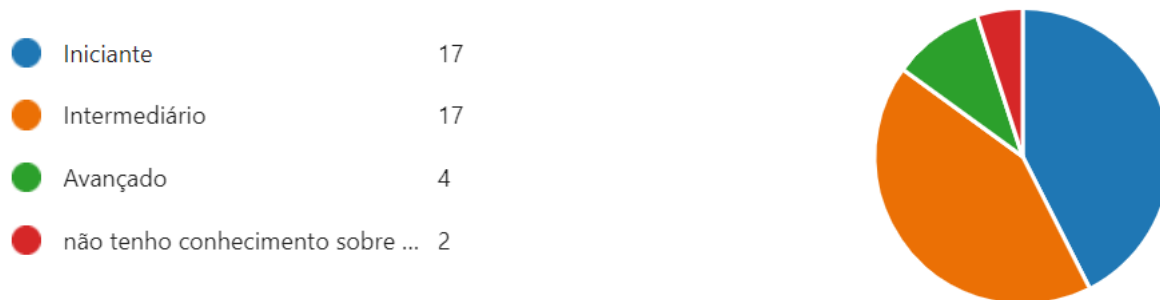 Iniciante 17
Intermediário 17
Avançado 4
não tenho conhecimento sobre ... 2